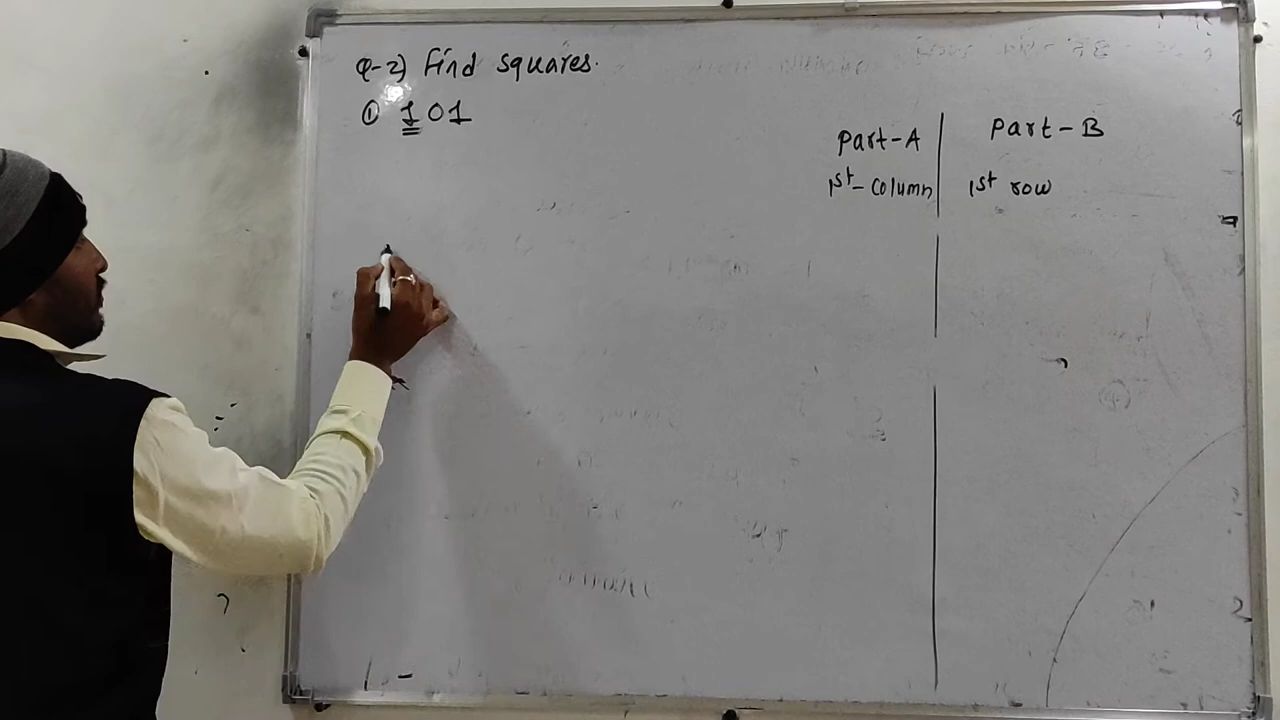 Q-2) Find squares.
① 101
Part-A
Part-B
1st-column
1st row